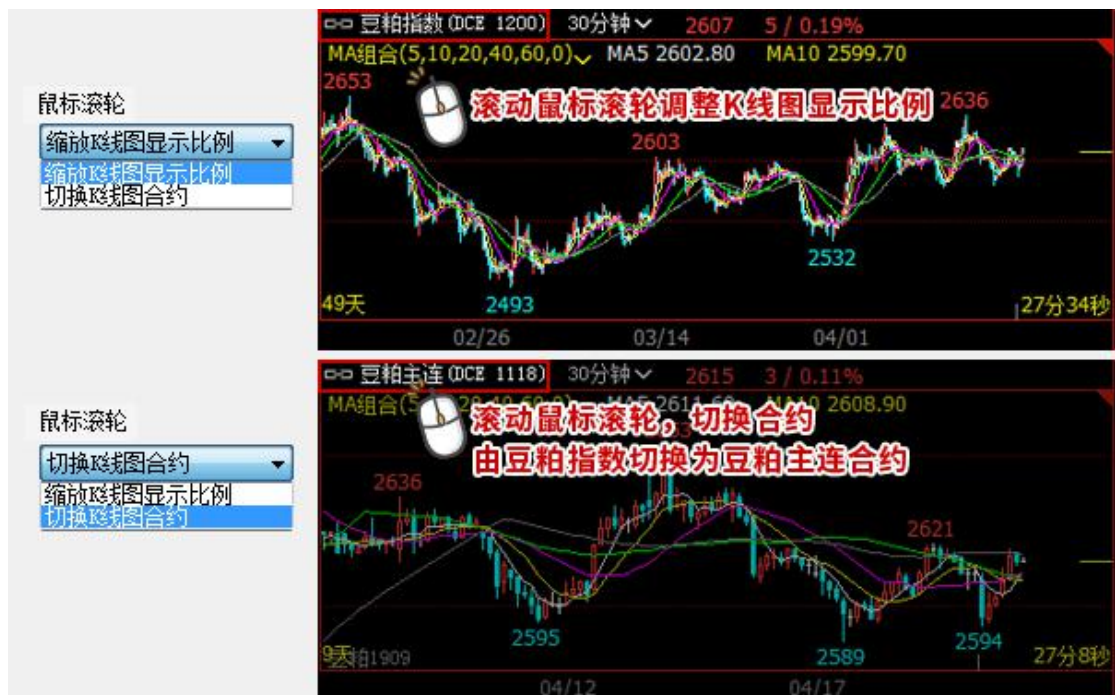 鼠标滚轮
缩放K线图显示比例
缩放K线图显示比例
切换K线图合约
豆粕指数(DCE 1200) 30分钟 2607 5 / 0.19%
MA组合(5,10,20,40,60,0) MA5 2602.80 MA10 2599.70
2653
滚动鼠标滚轮调整K线图显示比例
2636
2603
2532
2493
49天
27分34秒
02/26 03/14 04/01
鼠标滚轮
切换K线图合约
缩放K线图显示比例
切换K线图合约
豆粕主连(DCE 1118) 30分钟 2615 3 / 0.11%
MA组合(5 2608.90
滚动鼠标滚轮，切换合约
由豆粕指数切换为豆粕主连合约
2636
2621
2595
2589
2594
9天
1909
27分8秒
04/12 04/17